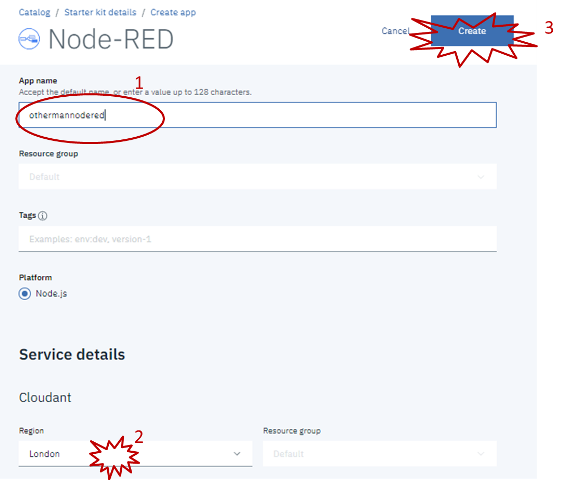 Catalog / Starter kit details / Create app
Node-RED
Cancel
Create
3
App name
1
Accept the default name, or enter a value up to 128 characters.
othermannodered
Resource group
Default
Tags
Examples: env:dev, version-1
Platform
Node.js
Service details
Cloudant
Region
2
Resource group
London
Default